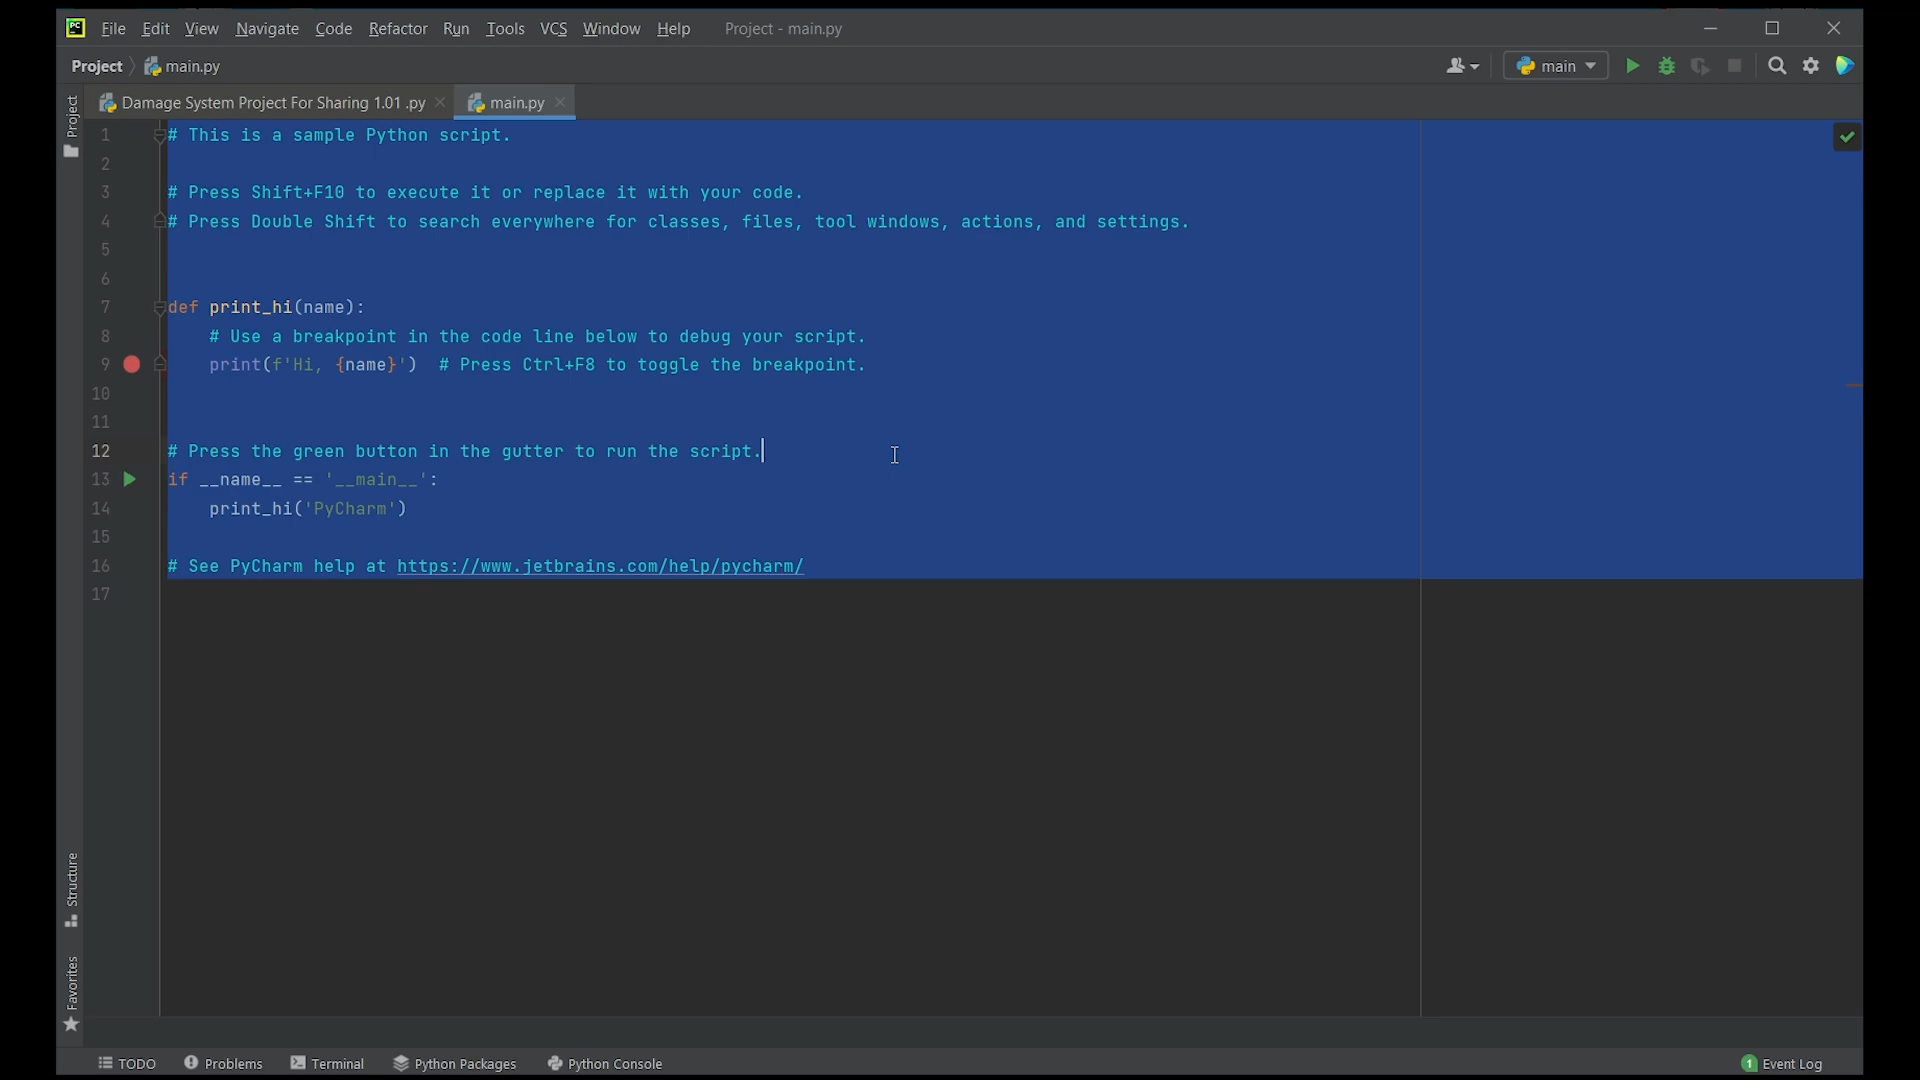 PC File Edit View Navigate Code Refactor Run Tools VCS Window Help Project - main.py
Project main.py main
Damage System Project For Sharing 1.01 .py main.py
Project
1 # This is a sample Python script.
2
3 # Press Shift+F10 to execute it or replace it with your code.
4 # Press Double Shift to search everywhere for classes, files, tool windows, actions, and settings.
5
6
7 def print_hi(name):
8 # Use a breakpoint in the code line below to debug your script.
9 print(f'Hi, {name}') # Press Ctrl+F8 to toggle the breakpoint.
10
11
12 # Press the green button in the gutter to run the script.
13 if __name__ == '__main__':
14 print_hi('PyCharm')
15
16 # See PyCharm help at https://www.jetbrains.com/help/pycharm/
17
Structure
Favorites
TODO Problems Terminal Python Packages Python Console 1 Event Log